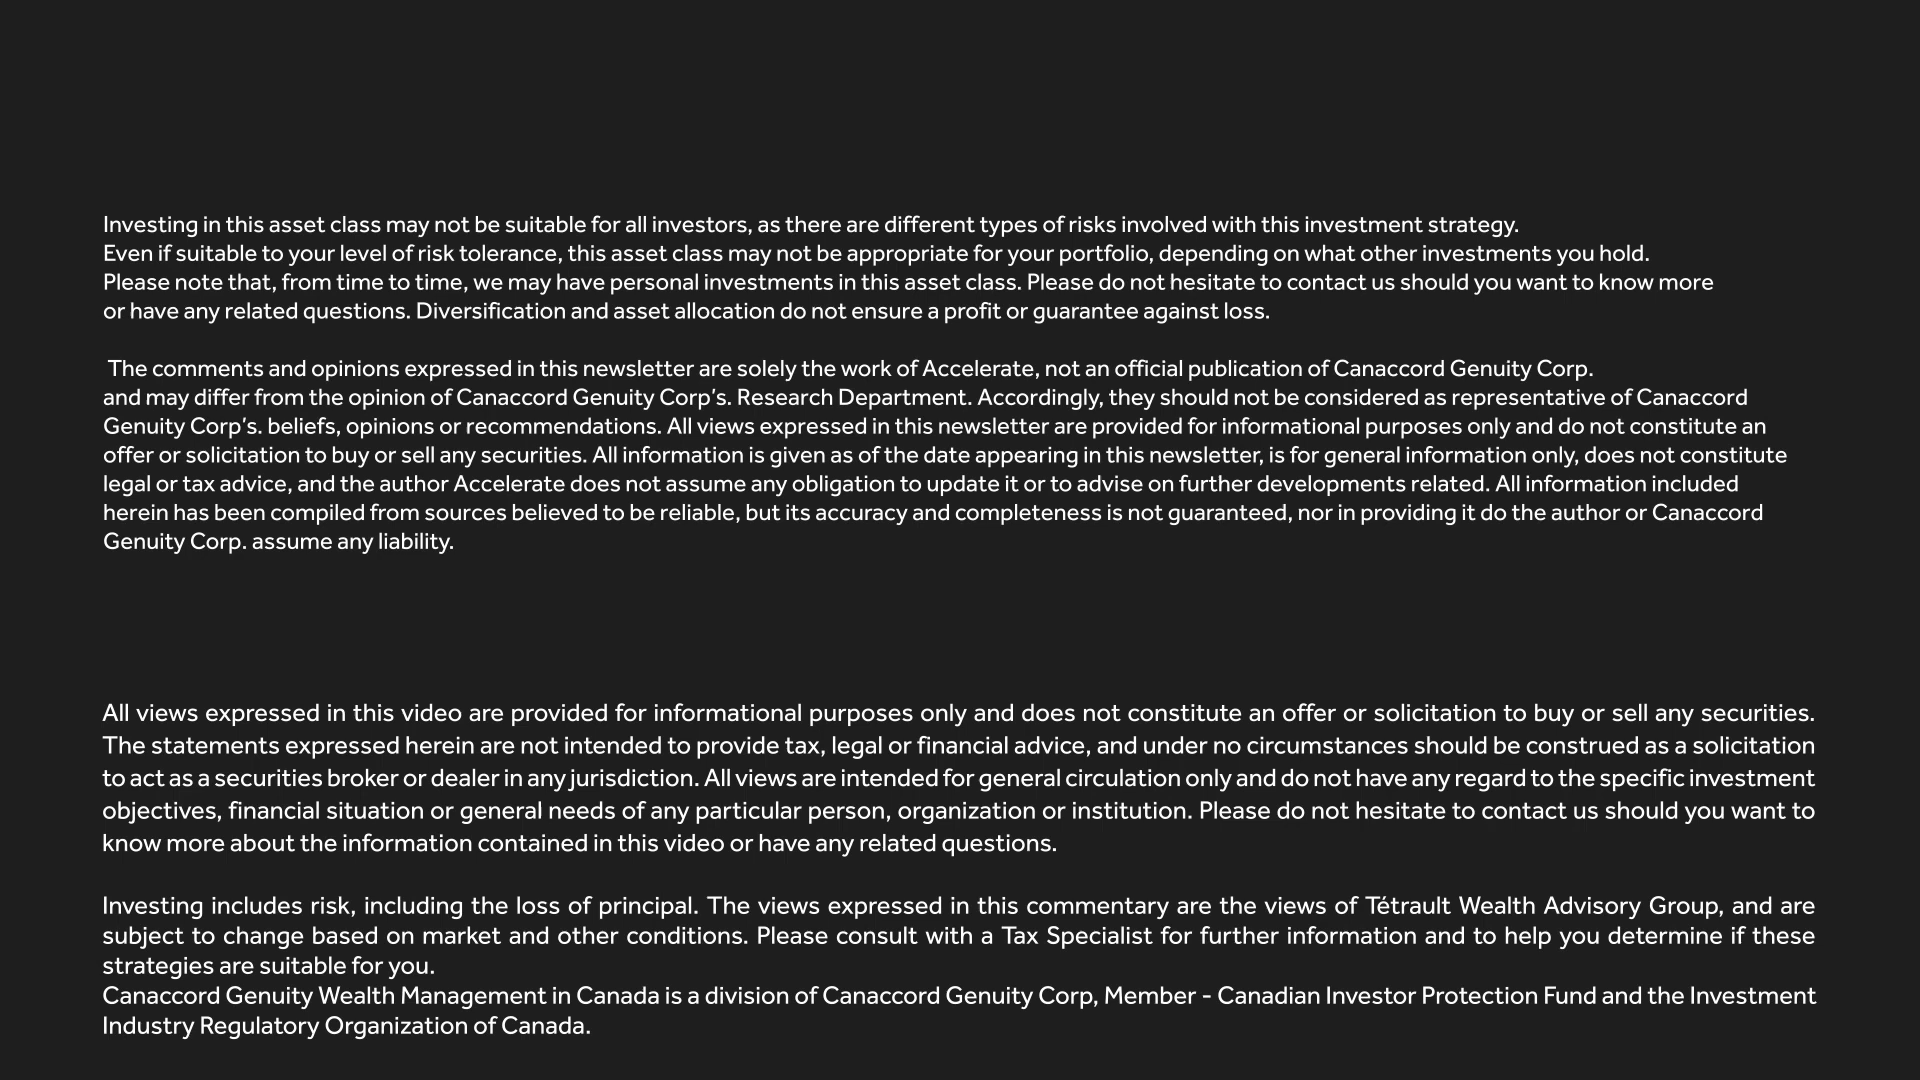 Investing in this asset class may not be suitable for all investors, as there are different types of risks involved with this investment strategy.
Even if suitable to your level of risk tolerance, this asset class may not be appropriate for your portfolio, depending on what other investments you hold.
Please note that, from time to time, we may have personal investments in this asset class. Please do not hesitate to contact us should you want to know more
or have any related questions. Diversification and asset allocation do not ensure a profit or guarantee against loss.
The comments and opinions expressed in this newsletter are solely the work of Accelerate, not an official publication of Canaccord Genuity Corp.
and may differ from the opinion of Canaccord Genuity Corp's. Research Department. Accordingly, they should not be considered as representative of Canaccord
Genuity Corp's. beliefs, opinions or recommendations. All views expressed in this newsletter are provided for informational purposes only and do not constitute an
offer or solicitation to buy or sell any securities. All information is given as of the date appearing in this newsletter, is for general information only, does not constitute
legal or tax advice, and the author Accelerate does not assume any obligation to update it or to advise on further developments related. All information included
herein has been compiled from sources believed to be reliable, but its accuracy and completeness is not guaranteed, nor in providing it do the author or Canaccord
Genuity Corp. assume any liability.
All views expressed in this video are provided for informational purposes only and does not constitute an offer or solicitation to buy or sell any securities.
The statements expressed herein are not intended to provide tax, legal or financial advice, and under no circumstances should be construed as a solicitation
to act as a securities broker or dealer in any jurisdiction. All views are intended for general circulation only and do not have any regard to the specific investment
objectives, financial situation or general needs of any particular person, organization or institution. Please do not hesitate to contact us should you want to
know more about the information contained in this video or have any related questions.
Investing includes risk, including the loss of principal. The views expressed in this commentary are the views of Tétrault Wealth Advisory Group, and are
subject to change based on market and other conditions. Please consult with a Tax Specialist for further information and to help you determine if these
strategies are suitable for you.
Canaccord Genuity Wealth Management in Canada is a division of Canaccord Genuity Corp, Member - Canadian Investor Protection Fund and the Investment
Industry Regulatory Organization of Canada.